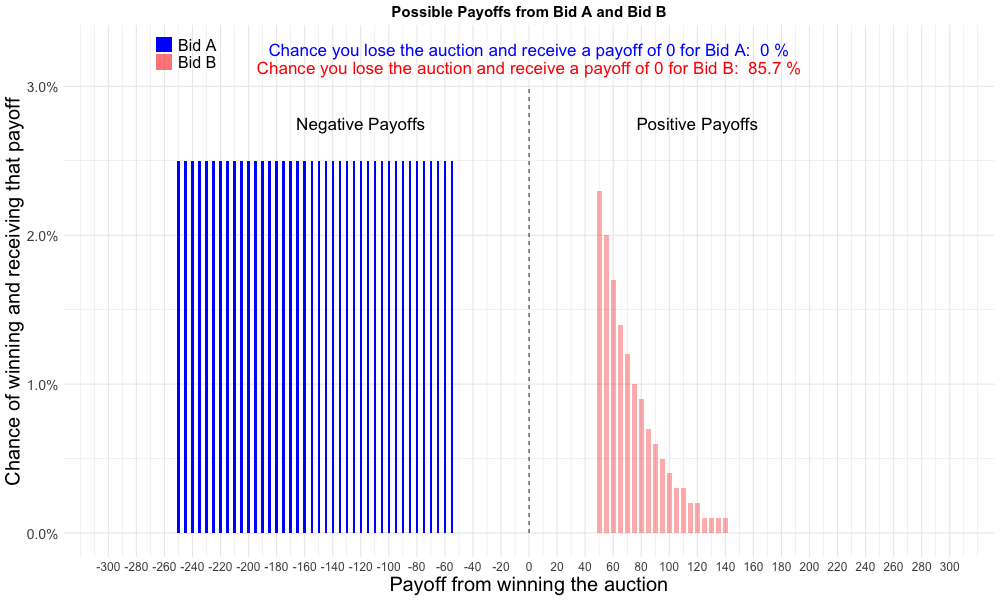 Possible Payoffs from Bid A and Bid B
Bid A
Bid B
Chance you lose the auction and receive a payoff of 0 for Bid A:  0 %
Chance you lose the auction and receive a payoff of 0 for Bid B:  85.7 %
Negative Payoffs
Positive Payoffs
Chance of winning and receiving that payoff
3.0%
2.0%
1.0%
0.0%
-300 -280 -260 -240 -220 -200 -180 -160 -140 -120 -100 -80 -60 -40 -20 0 20 40 60 80 100 120 140 160 180 200 220 240 260 280 300
Payoff from winning the auction